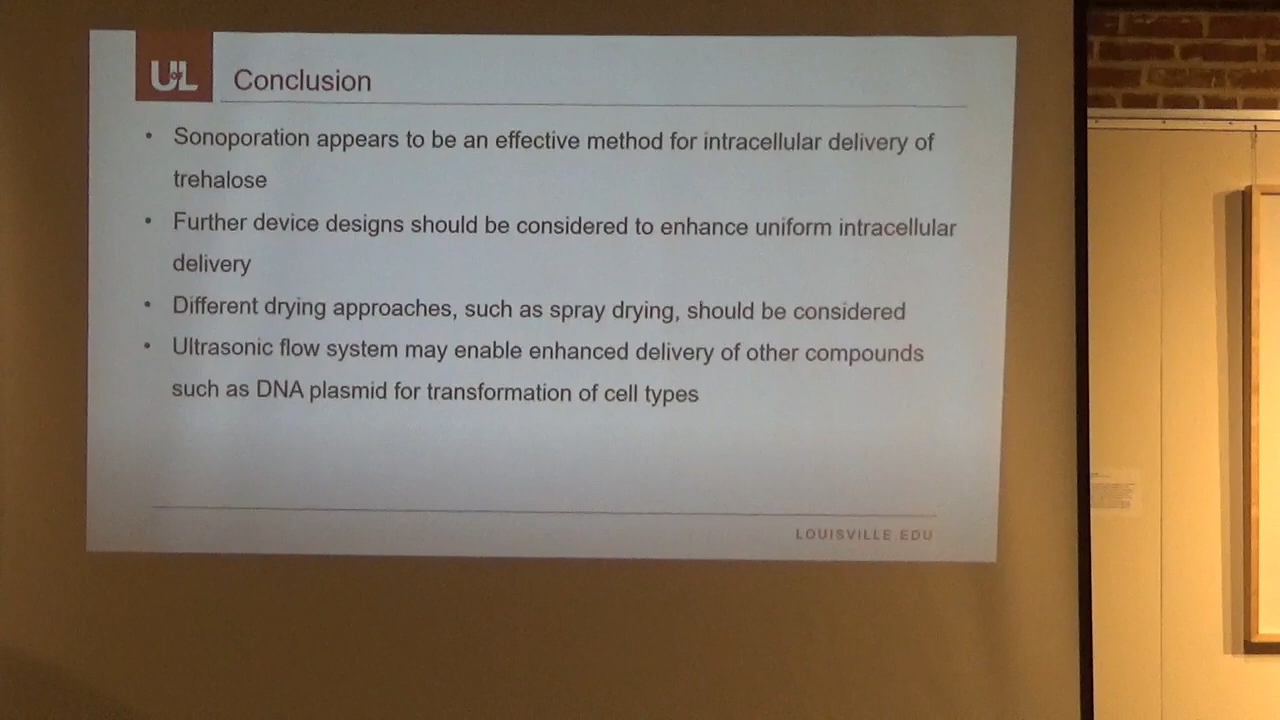 UofL
Conclusion
• Sonoporation appears to be an effective method for intracellular delivery of
trehalose
• Further device designs should be considered to enhance uniform intracellular
delivery
• Different drying approaches, such as spray drying, should be considered
• Ultrasonic flow system may enable enhanced delivery of other compounds
such as DNA plasmid for transformation of cell types
LOUISVILLE.EDU